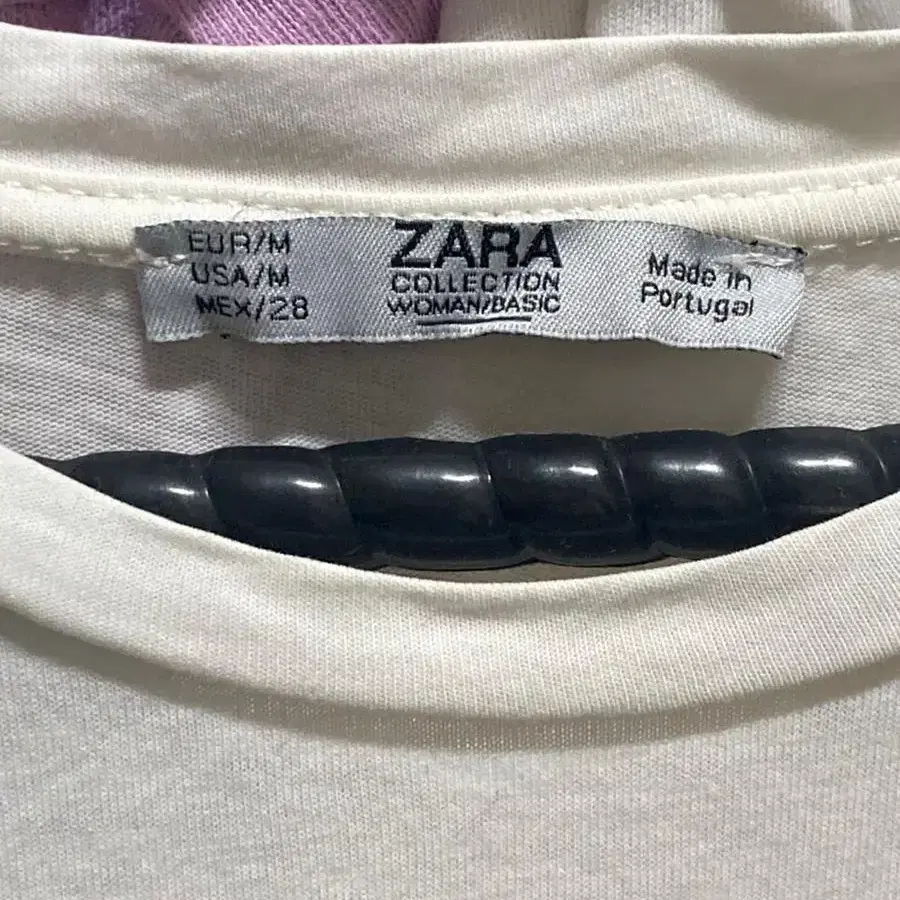 EUR/M
USA/M
MEX/28
ZARA
COLLECTION
WOMAN/BASIC
Made in
Portugal